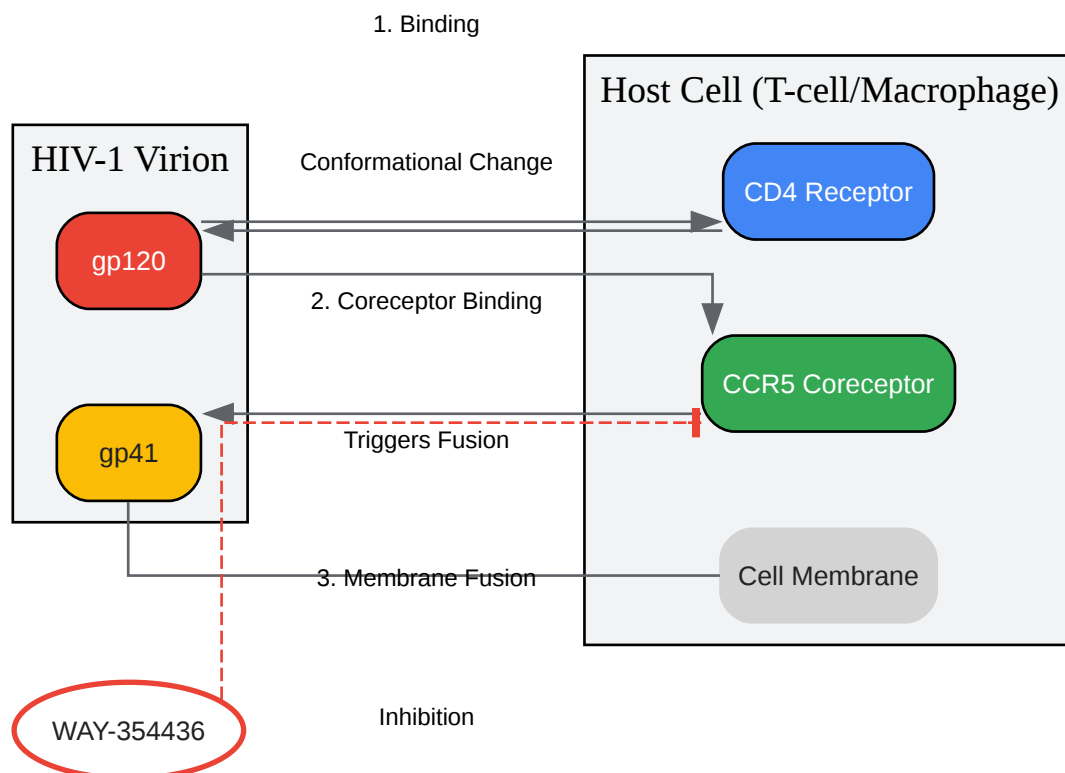 1. Binding
Host Cell (T-cell/Macrophage)
HIV-1 Virion
Conformational Change
CD4 Receptor
gp120
2. Coreceptor Binding
CCR5 Coreceptor
Triggers Fusion
gp41
3. Membrane Fusion
Cell Membrane
WAY-354436
Inhibition